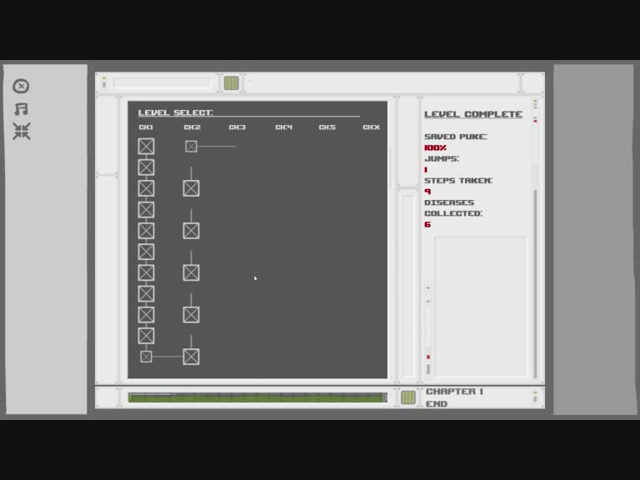 LEVEL SELECT:
CH1 CH2 CH3 CH4 CH5 CHX
LEVEL COMPLETE
SAVED PUKE:
100%
JUMPS:
1
STEPS TAKEN:
9
DISEASES
COLLECTED:
6
CHAPTER 1
END